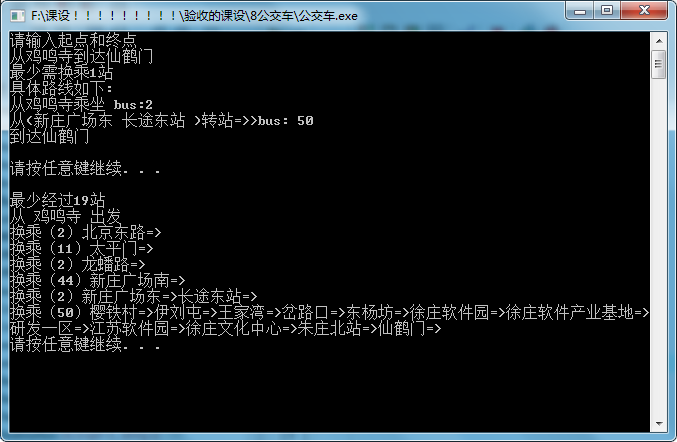 F:\课设！！！！！！！！！\验收的课设\8公交车\公交车.exe
请输入起点和终点
从鸡鸣寺到达仙鹤门
最少需换乘1站
具体路线如下:
从鸡鸣寺乘坐 bus:2
从(新庄广场东 长途东站 )转站=>>bus: 50
到达仙鹤门
请按任意键继续. . .
最少经过19站
从 鸡鸣寺 出发
换乘（2）北京东路=>
换乘（11）太平门=>
换乘（2）龙蟠路=>
换乘（44）新庄广场南=>
换乘（2）新庄广场东=>长途东站=>
换乘（50）樱铁村=>伊刘屯=>王家湾=>岔路口=>东杨坊=>徐庄软件园=>徐庄软件产业基地=>
研发一区=>江苏软件园=>徐庄文化中心=>朱庄北站=>仙鹤门=>
请按任意键继续. . .